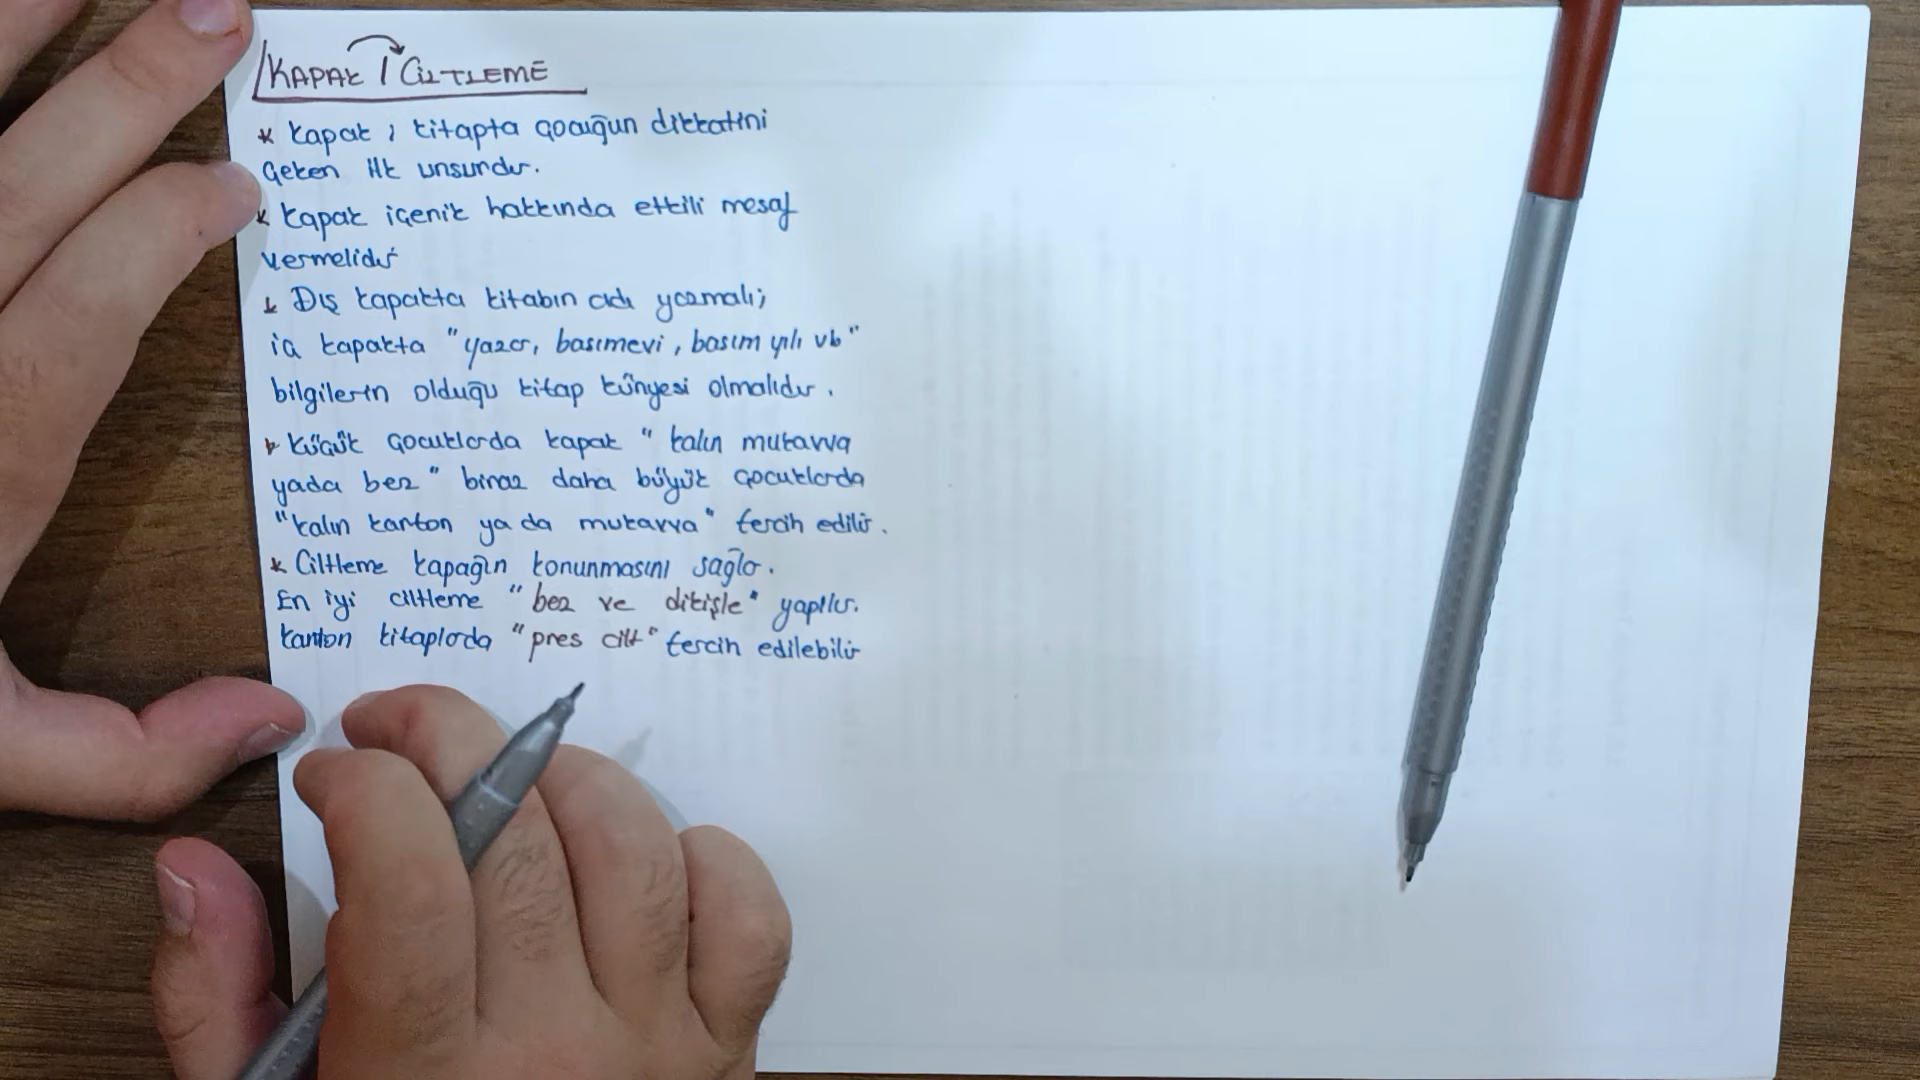 KAPAK / CİLTLEME
* Kapak ; kitapta çocuğun dikkatini
çeken ilk unsurdur.
* Kapak içerik hakkında etkili mesaj
vermelidir
* Dış kapakta kitabın adı yazmalı;
iç kapakta "yazar, basımevi, basım yılı vb"
bilgilerin olduğu kitap künyesi olmalıdır.
* Küçük çocuklarda kapak "kalın mukavva
yada bez" biraz daha büyük çocuklarda
"kalın karton ya da mukavva" tercih edilir.
* Ciltleme kapağın korunmasını sağlar.
En iyi ciltleme "bez ve dikişle" yapılır.
Karton kitaplarda "pres cilt" tercih edilebilir